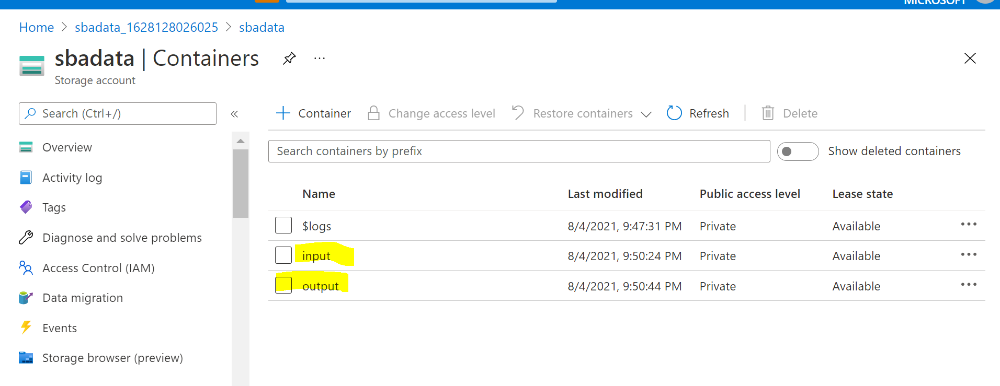 MICROSOFT
Home > sbadata_1628128026025 > sbadata
sbadata | Containers ...
Storage account
Search (Ctrl+/) «
Container Change access level Restore containers Refresh Delete
Search containers by prefix Show deleted containers
Overview
Activity log
Tags
Diagnose and solve problems
Access Control (IAM)
Data migration
Events
Storage browser (preview)
Name Last modified Public access level Lease state
$logs 8/4/2021, 9:47:31 PM Private Available ...
input 8/4/2021, 9:50:24 PM Private Available ...
output 8/4/2021, 9:50:44 PM Private Available ...